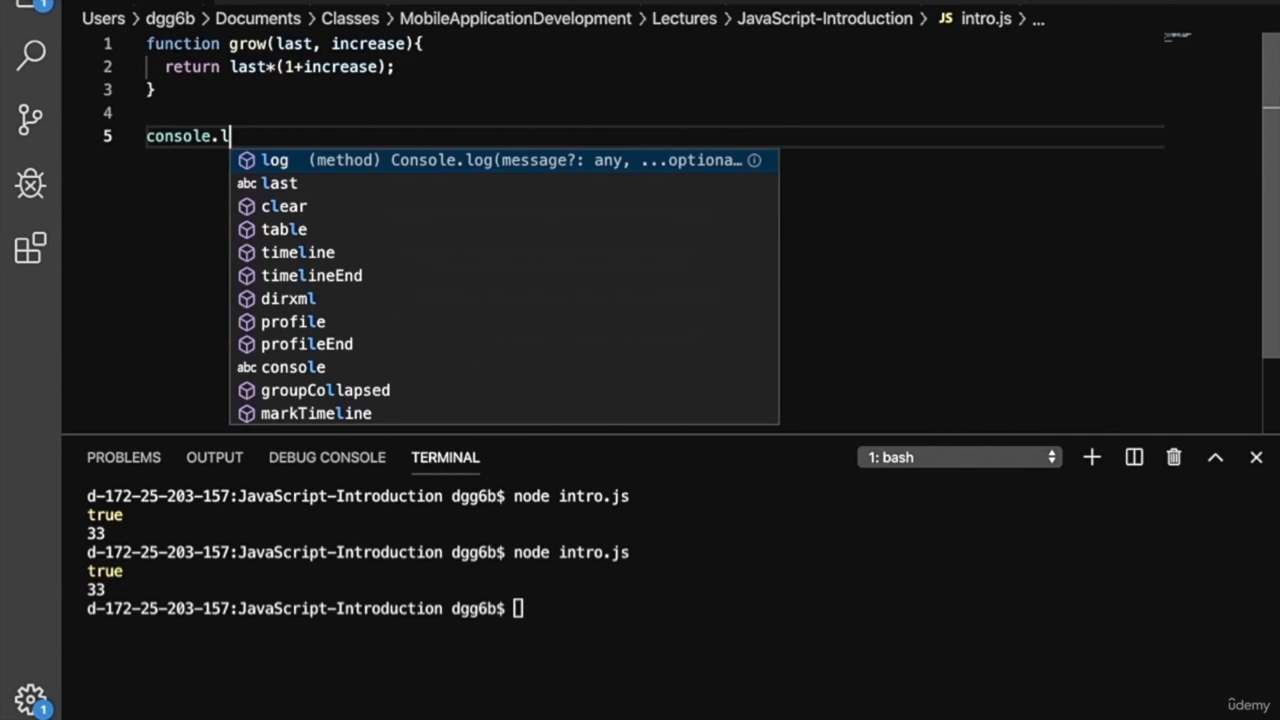 1
Users > dgg6b > Documents > Classes > MobileApplicationDevelopment > Lectures > JavaScript-Introduction > JS intro.js > ...
1 function grow(last, increase){
2 return last*(1+increase);
3 }
4
5 console.l
log (method) Console.log(message?: any, ...optiona…
abc last
clear
table
timeline
timelineEnd
dirxml
profile
profileEnd
abc console
groupCollapsed
markTimeline
PROBLEMS OUTPUT DEBUG CONSOLE TERMINAL 1: bash
d-172-25-203-157:JavaScript-Introduction dgg6b$ node intro.js
true
33
d-172-25-203-157:JavaScript-Introduction dgg6b$ node intro.js
true
33
d-172-25-203-157:JavaScript-Introduction dgg6b$
1
ûdemy